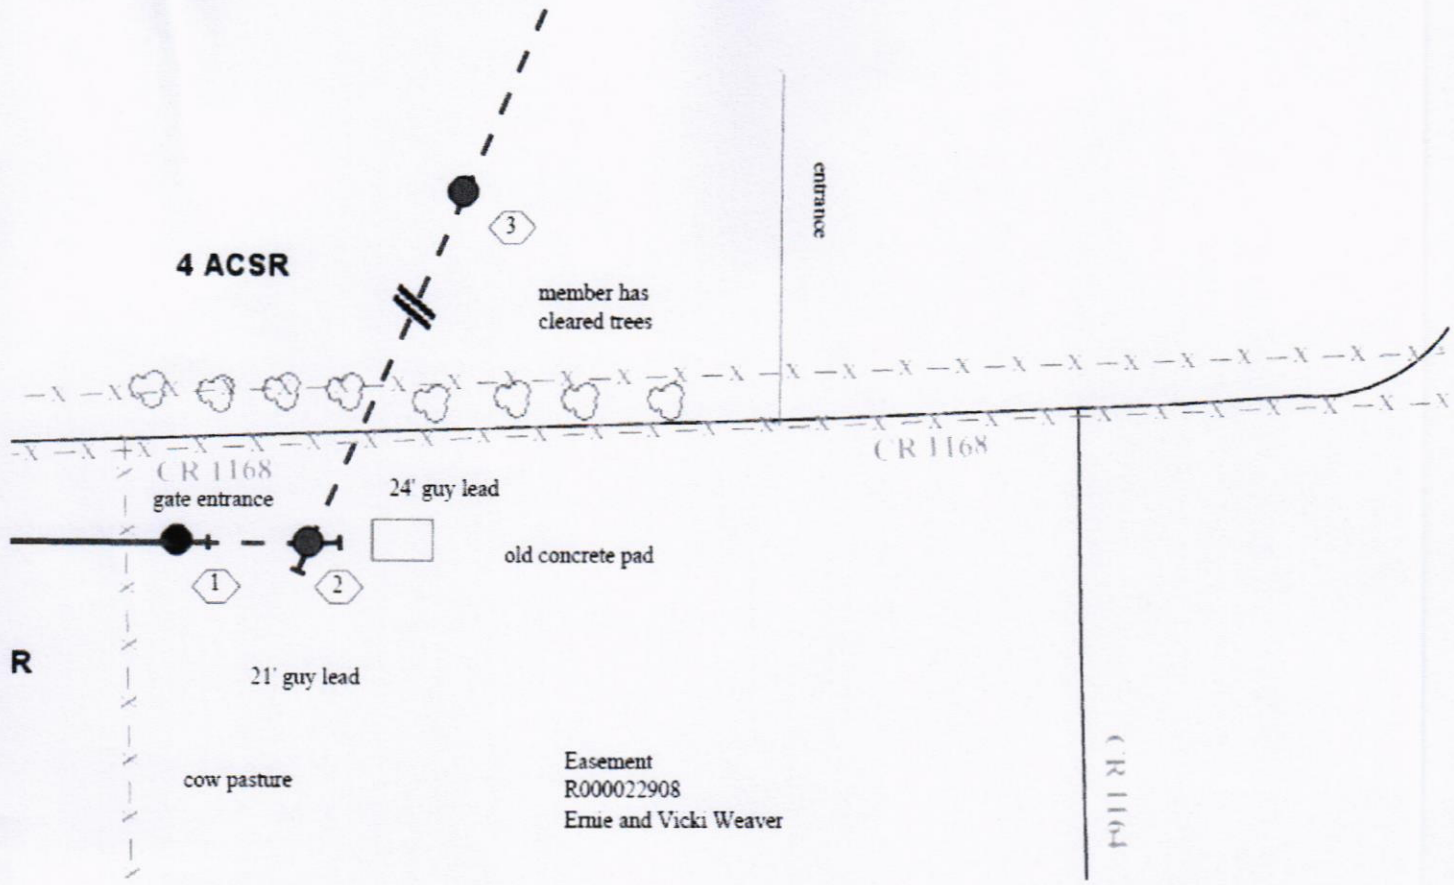 entrance
3
4 ACSR
member has
cleared trees
CR 1168
CR 1168
gate entrance
24' guy lead
old concrete pad
1
2
R
21' guy lead
cow pasture
Easement
R000022908
Ernie and Vicki Weaver
CR 1164